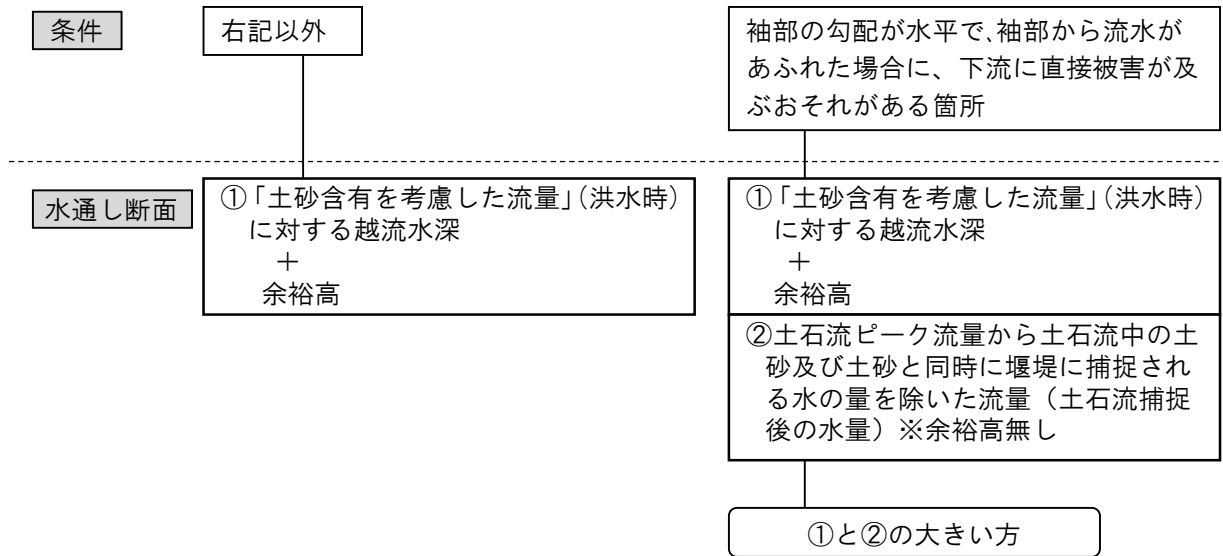 条件
右記以外
袖部の勾配が水平で､袖部から流水が
あふれた場合に、下流に直接被害が及
ぶおそれがある箇所
水通し断面
①｢土砂含有を考慮した流量｣(洪水時)
に対する越流水深
＋
余裕高
①｢土砂含有を考慮した流量｣(洪水時)
に対する越流水深
＋
余裕高
②土石流ピーク流量から土石流中の土
砂及び土砂と同時に堰堤に捕捉され
る水の量を除いた流量（土石流捕捉
後の水量）※余裕高無し
①と②の大きい方